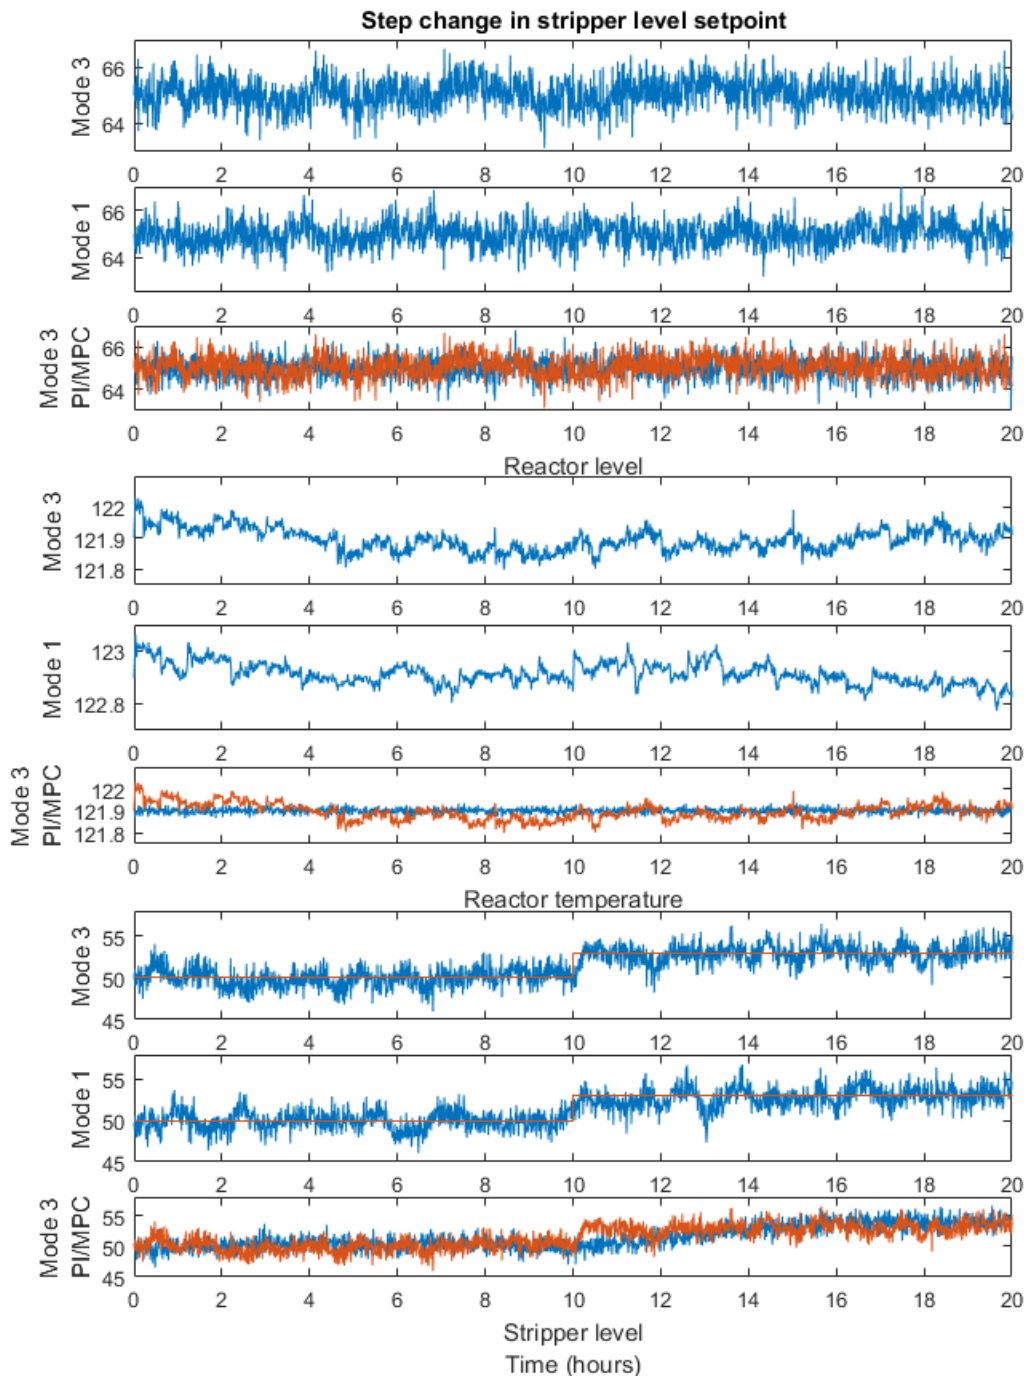 Step change in stripper level setpoint
Mode 3
66
64
0 2 4 6 8 10 12 14 16 18 20
Mode 1
66
64
0 2 4 6 8 10 12 14 16 18 20
Mode 3
PI/MPC
66
64
0 2 4 6 8 10 12 14 16 18 20
Reactor level
Mode 3
122
121.9
121.8
0 2 4 6 8 10 12 14 16 18 20
Mode 1
123
122.8
0 2 4 6 8 10 12 14 16 18 20
Mode 3
PI/MPC
122
121.9
121.8
0 2 4 6 8 10 12 14 16 18 20
Reactor temperature
Mode 3
55
50
45
0 2 4 6 8 10 12 14 16 18 20
Mode 1
55
50
45
0 2 4 6 8 10 12 14 16 18 20
Mode 3
PI/MPC
55
50
45
0 2 4 6 8 10 12 14 16 18 20
Stripper level
Time (hours)